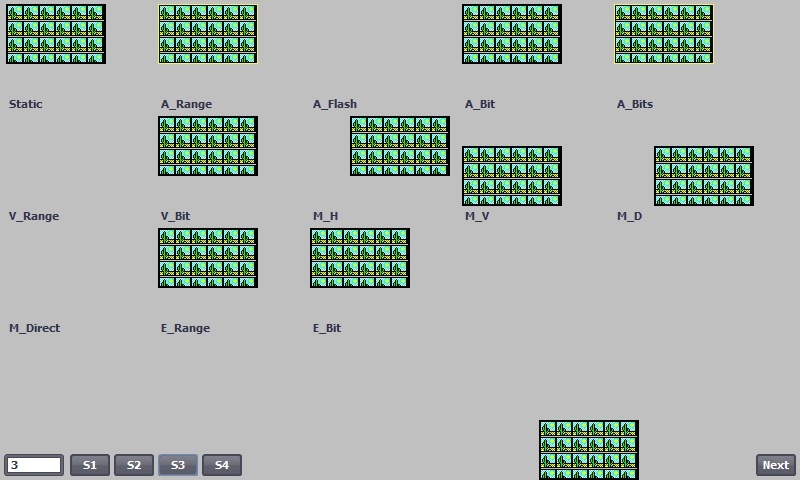 Static A_Range A_Flash A_Bit A_Bits
V_Range V_Bit M_H M_V M_D
M_Direct E_Range E_Bit
3 S1 S2 S3 S4 Next